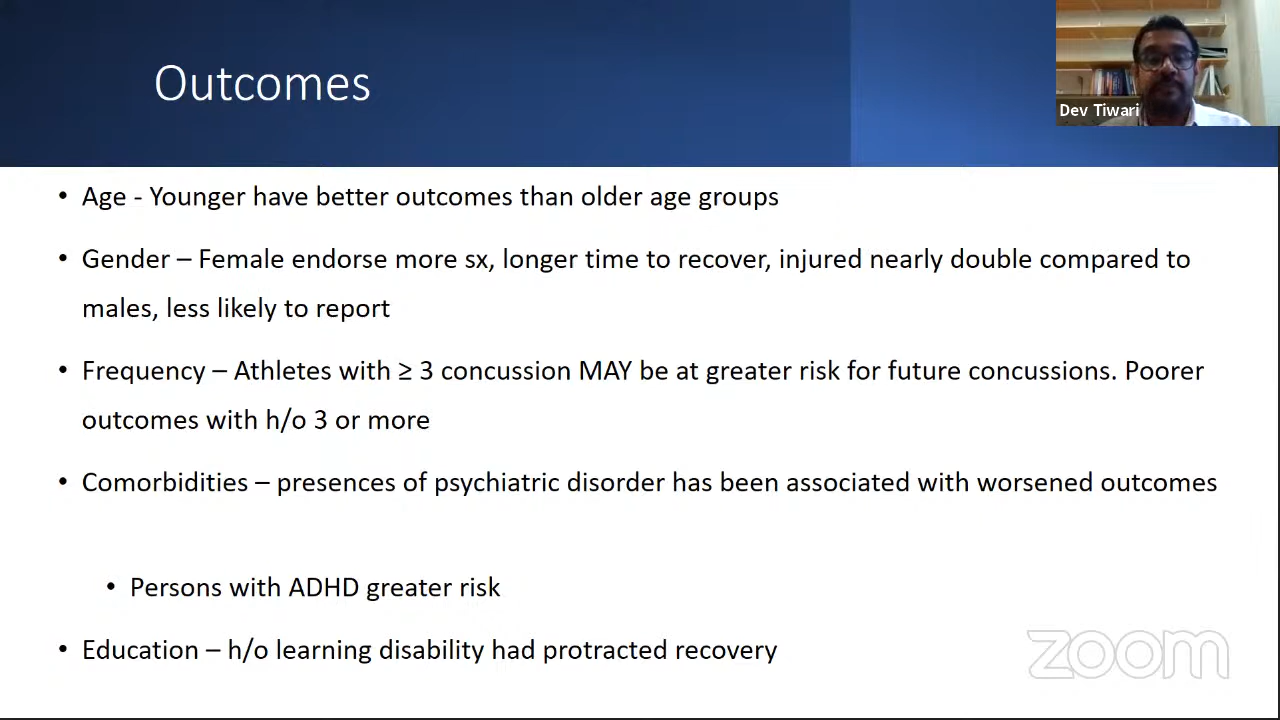 Outcomes
Dev Tiwari
• Age - Younger have better outcomes than older age groups
• Gender – Female endorse more sx, longer time to recover, injured nearly double compared to
males, less likely to report
• Frequency – Athletes with ≥ 3 concussion MAY be at greater risk for future concussions. Poorer
outcomes with h/o 3 or more
• Comorbidities – presences of psychiatric disorder has been associated with worsened outcomes
• Persons with ADHD greater risk
• Education – h/o learning disability had protracted recovery
zoom